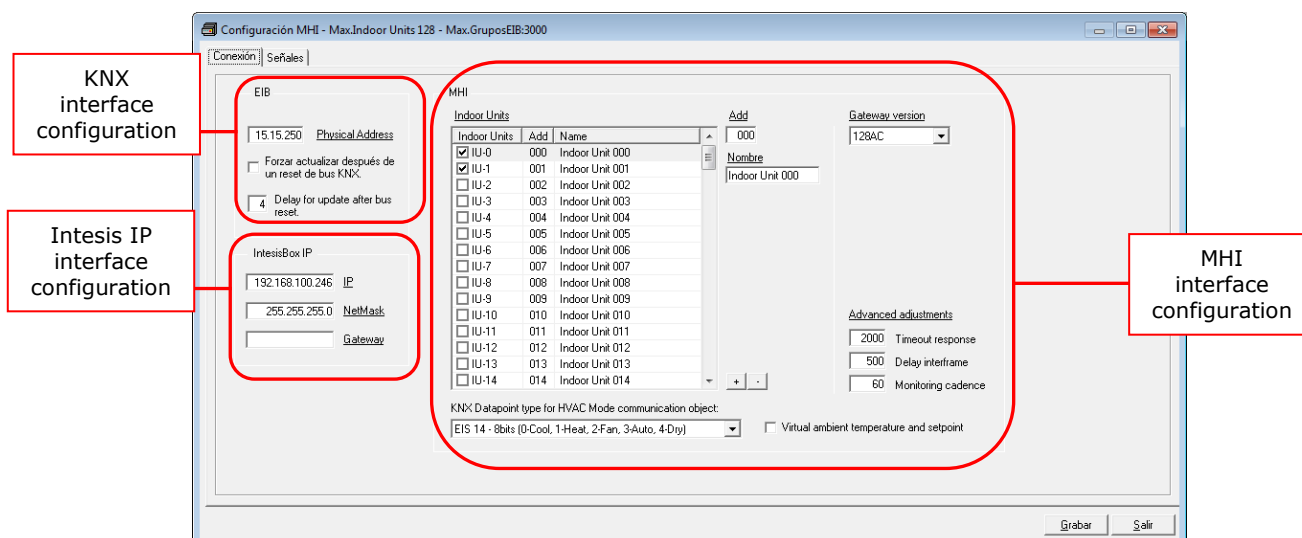 Configuración MHI - Max.Indoor Units 128 - Max.GruposEIB:3000
Conexión
Señales
KNX
interface
configuration
EIB
15.15.250 Physical Address
Forzar actualizar después de
un reset de bus KNX.
4 Delay for update after bus
reset.
Intesis IP
interface
configuration
IntesisBox IP
192.168.100.246 IP
255.255.255.0 NetMask
Gateway
MHI
Indoor Units
Indoor Units Add Name
IU-0 000 Indoor Unit 000
IU-1 001 Indoor Unit 001
IU-2 002 Indoor Unit 002
IU-3 003 Indoor Unit 003
IU-4 004 Indoor Unit 004
IU-5 005 Indoor Unit 005
IU-6 006 Indoor Unit 006
IU-7 007 Indoor Unit 007
IU-8 008 Indoor Unit 008
IU-9 009 Indoor Unit 009
IU-10 010 Indoor Unit 010
IU-11 011 Indoor Unit 011
IU-12 012 Indoor Unit 012
IU-13 013 Indoor Unit 013
IU-14 014 Indoor Unit 014
Add
000
Nombre
Indoor Unit 000
+ -
Gateway version
128AC
Advanced adjustments
2000 Timeout response
500 Delay interframe
60 Monitoring cadence
KNX Datapoint type for HVAC Mode communication object:
EIS 14 - 8bits (0-Cool, 1-Heat, 2-Fan, 3-Auto, 4-Dry)
Virtual ambient temperature and setpoint
MHI
interface
configuration
Grabar
Salir